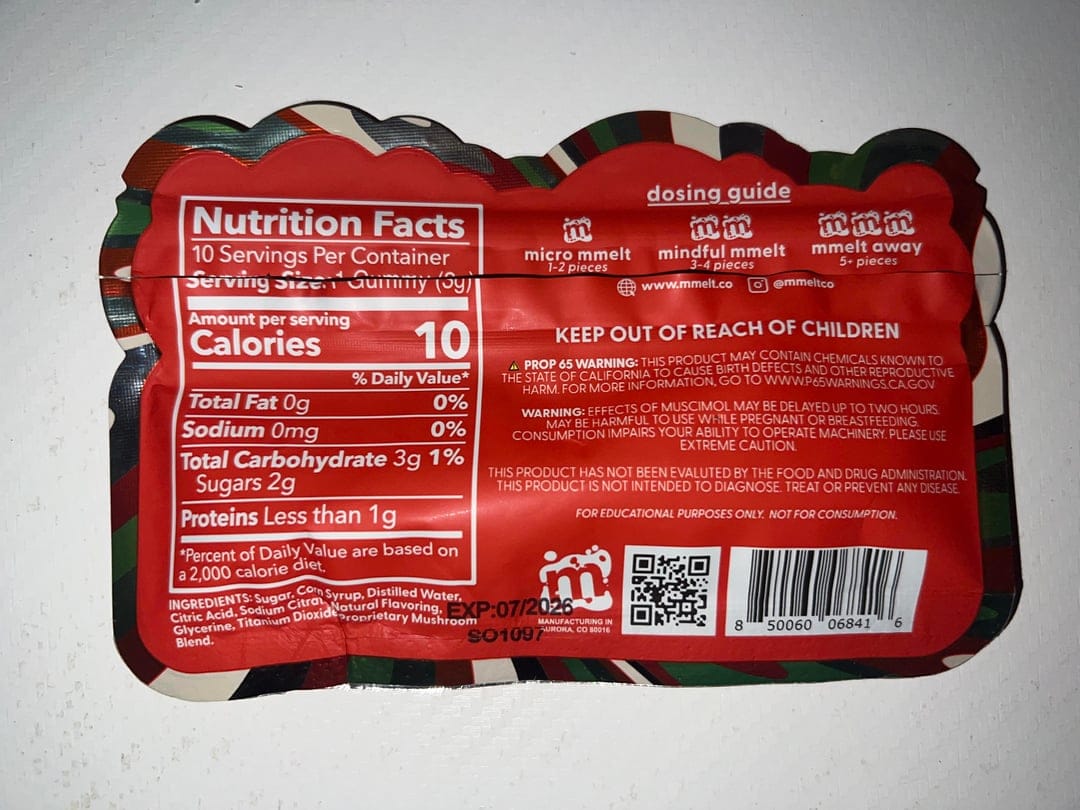 Nutrition Facts
10 Servings Per Container
Serving Size: 1 Gummy (3g)
Amount per serving
Calories 10
% Daily Value*
Total Fat 0g 0%
Sodium 0mg 0%
Total Carbohydrate 3g 1%
Sugars 2g
Proteins Less than 1g
*Percent of Daily Value are based on
a 2,000 calorie diet.
INGREDIENTS: Sugar, Corn Syrup, Distilled Water,
Citric Acid, Sodium Citrat Natural Flavoring,
Glycerine, Titanium Dioxide Proprietary Mushroom
Blend.
dosing guide
m
micro mmelt
1-2 pieces
m m
mindful mmelt
3-4 pieces
m m m
mmelt away
5+ pieces
www.mmelt.co @mmeltco
KEEP OUT OF REACH OF CHILDREN
PROP 65 WARNING: THIS PRODUCT MAY CONTAIN CHEMICALS KNOWN TO
THE STATE OF CALIFORNIA TO CAUSE BIRTH DEFECTS AND OTHER REPRODUCTIVE
HARM. FOR MORE INFORMATION, GO TO WWW.P65WARNINGS.CA.GOV
WARNING: EFFECTS OF MUSCIMOL MAY BE DELAYED UP TO TWO HOURS.
MAY BE HARMFUL TO USE WHILE PREGNANT OR BREASTFEEDING.
CONSUMPTION IMPAIRS YOUR ABILITY TO OPERATE MACHINERY. PLEASE USE
EXTREME CAUTION.
THIS PRODUCT HAS NOT BEEN EVALUTED BY THE FOOD AND DRUG ADMINISTRATION.
THIS PRODUCT IS NOT INTENDED TO DIAGNOSE. TREAT OR PREVENT ANY DISEASE.
FOR EDUCATIONAL PURPOSES ONLY. NOT FOR CONSUMPTION.
m
EXP:07/2026
SO1097
MANUFACTURING IN
AURORA, CO 80016
8 50060 06841 6